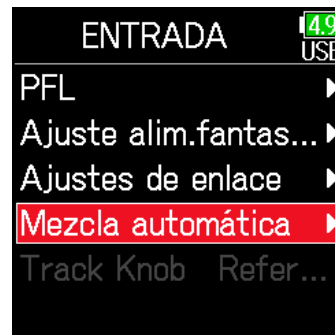 ENTRADA
4.9
USB
PFL
Ajuste alim.fantas...
Ajustes de enlace
Mezcla automática
Track Knob Refer...